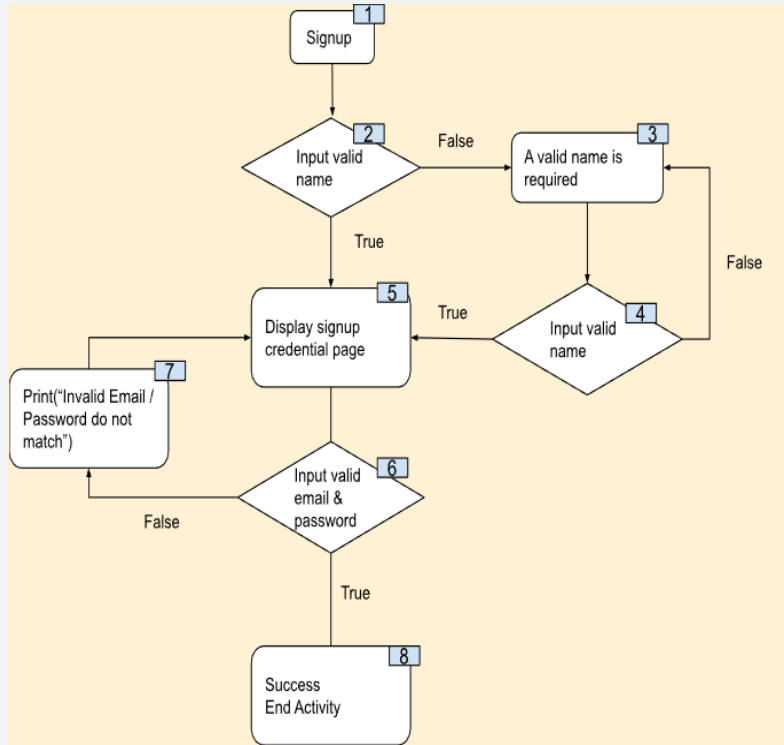 1
Signup
2
Input valid
name
False
3
A valid name is
required
True
False
4
Input valid
name
True
5
Display signup
credential page
7
Print(“Invalid Email /
Password do not
match”)
6
Input valid
email &
password
False
True
8
Success
End Activity